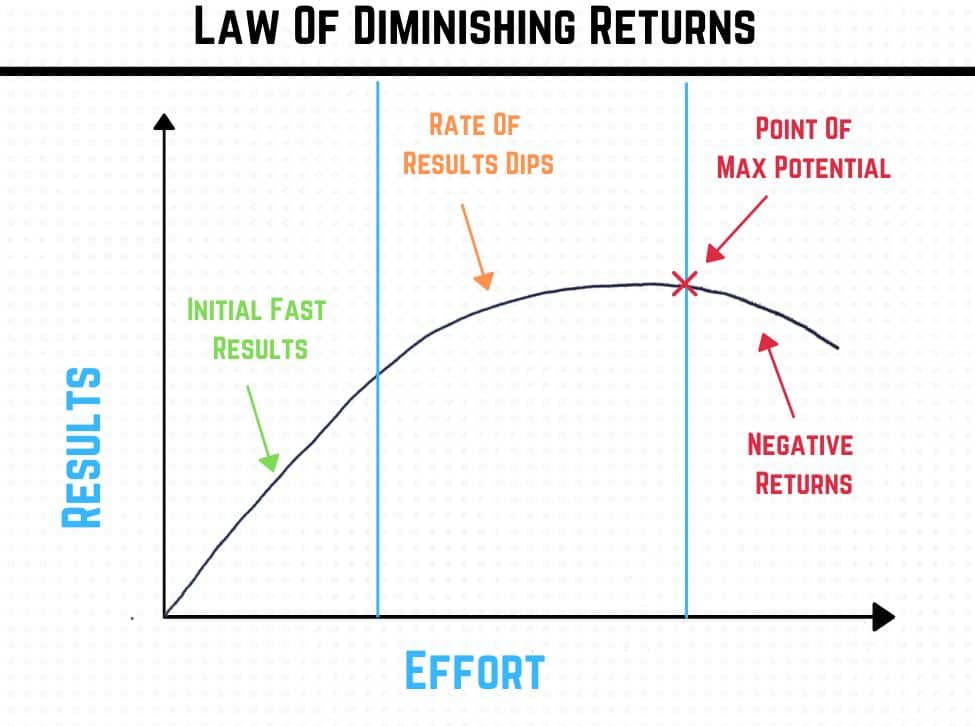 Law Of Diminishing Returns
Rate Of
Results Dips
Point Of
Max Potential
Initial Fast
Results
Negative
Returns
Results
Effort